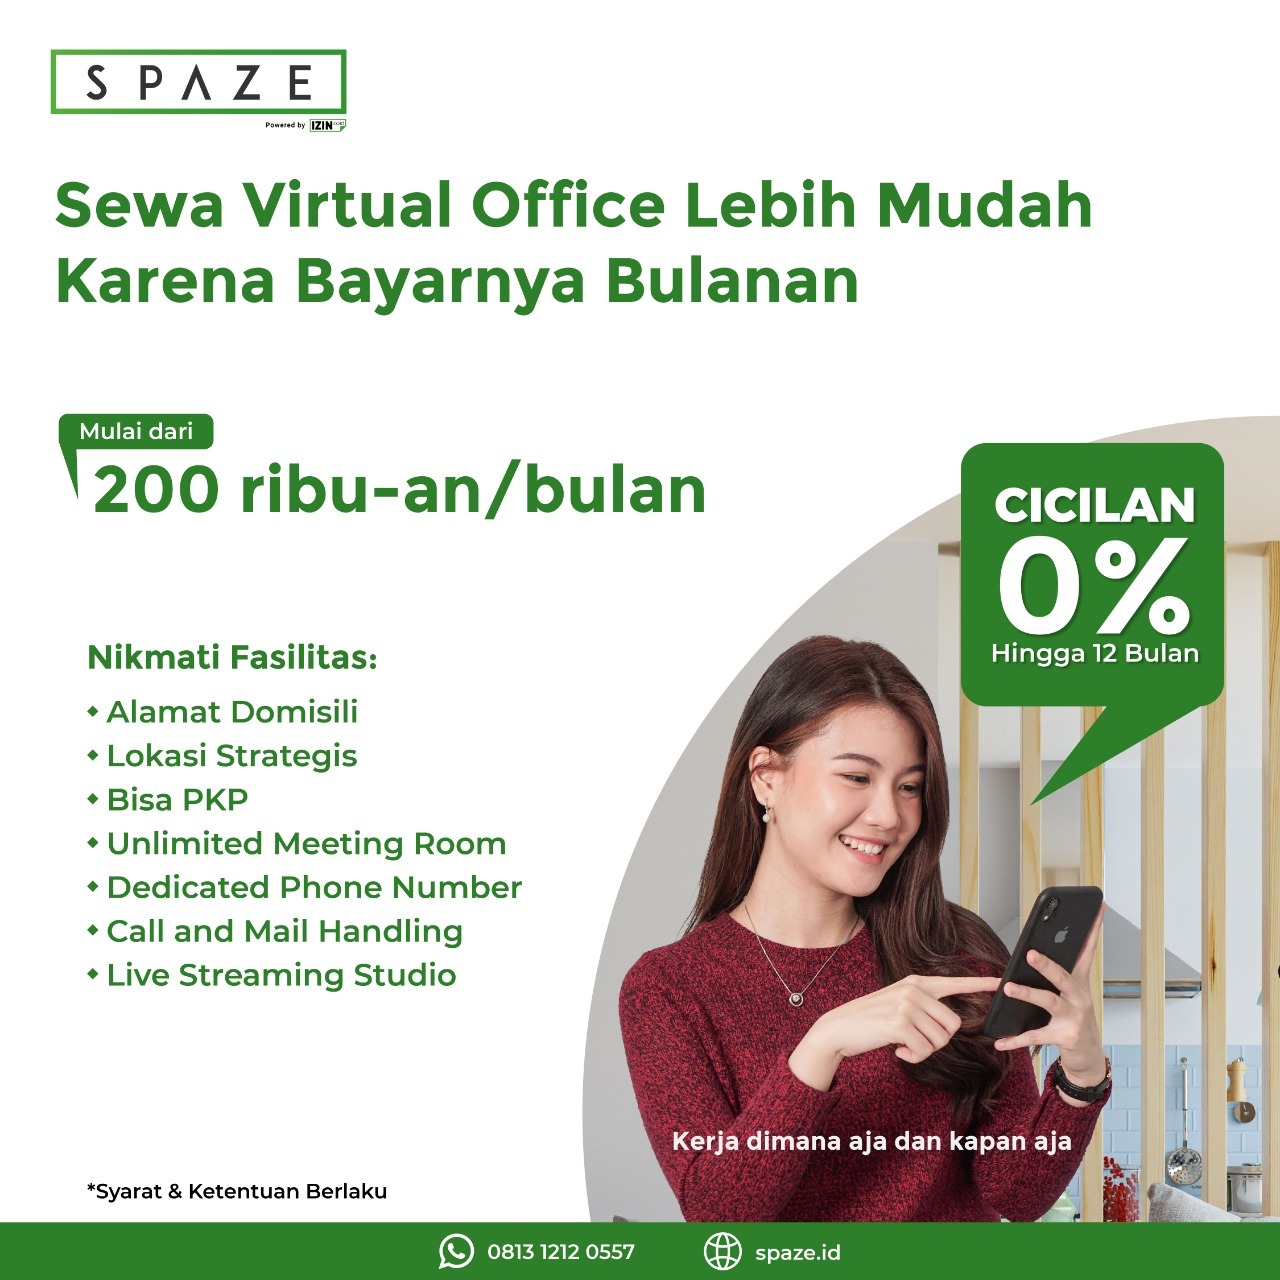 SPAZE
Powered by IZIN
Sewa Virtual Office Lebih Mudah
Karena Bayarnya Bulanan
Mulai dari
200 ribu-an/bulan
CICILAN
0%
Hingga 12 Bulan
Nikmati Fasilitas:
◆ Alamat Domisili
◆ Lokasi Strategis
◆ Bisa PKP
◆ Unlimited Meeting Room
◆ Dedicated Phone Number
◆ Call and Mail Handling
◆ Live Streaming Studio
Kerja dimana aja dan kapan aja
*Syarat & Ketentuan Berlaku
0813 1212 0557
spaze.id